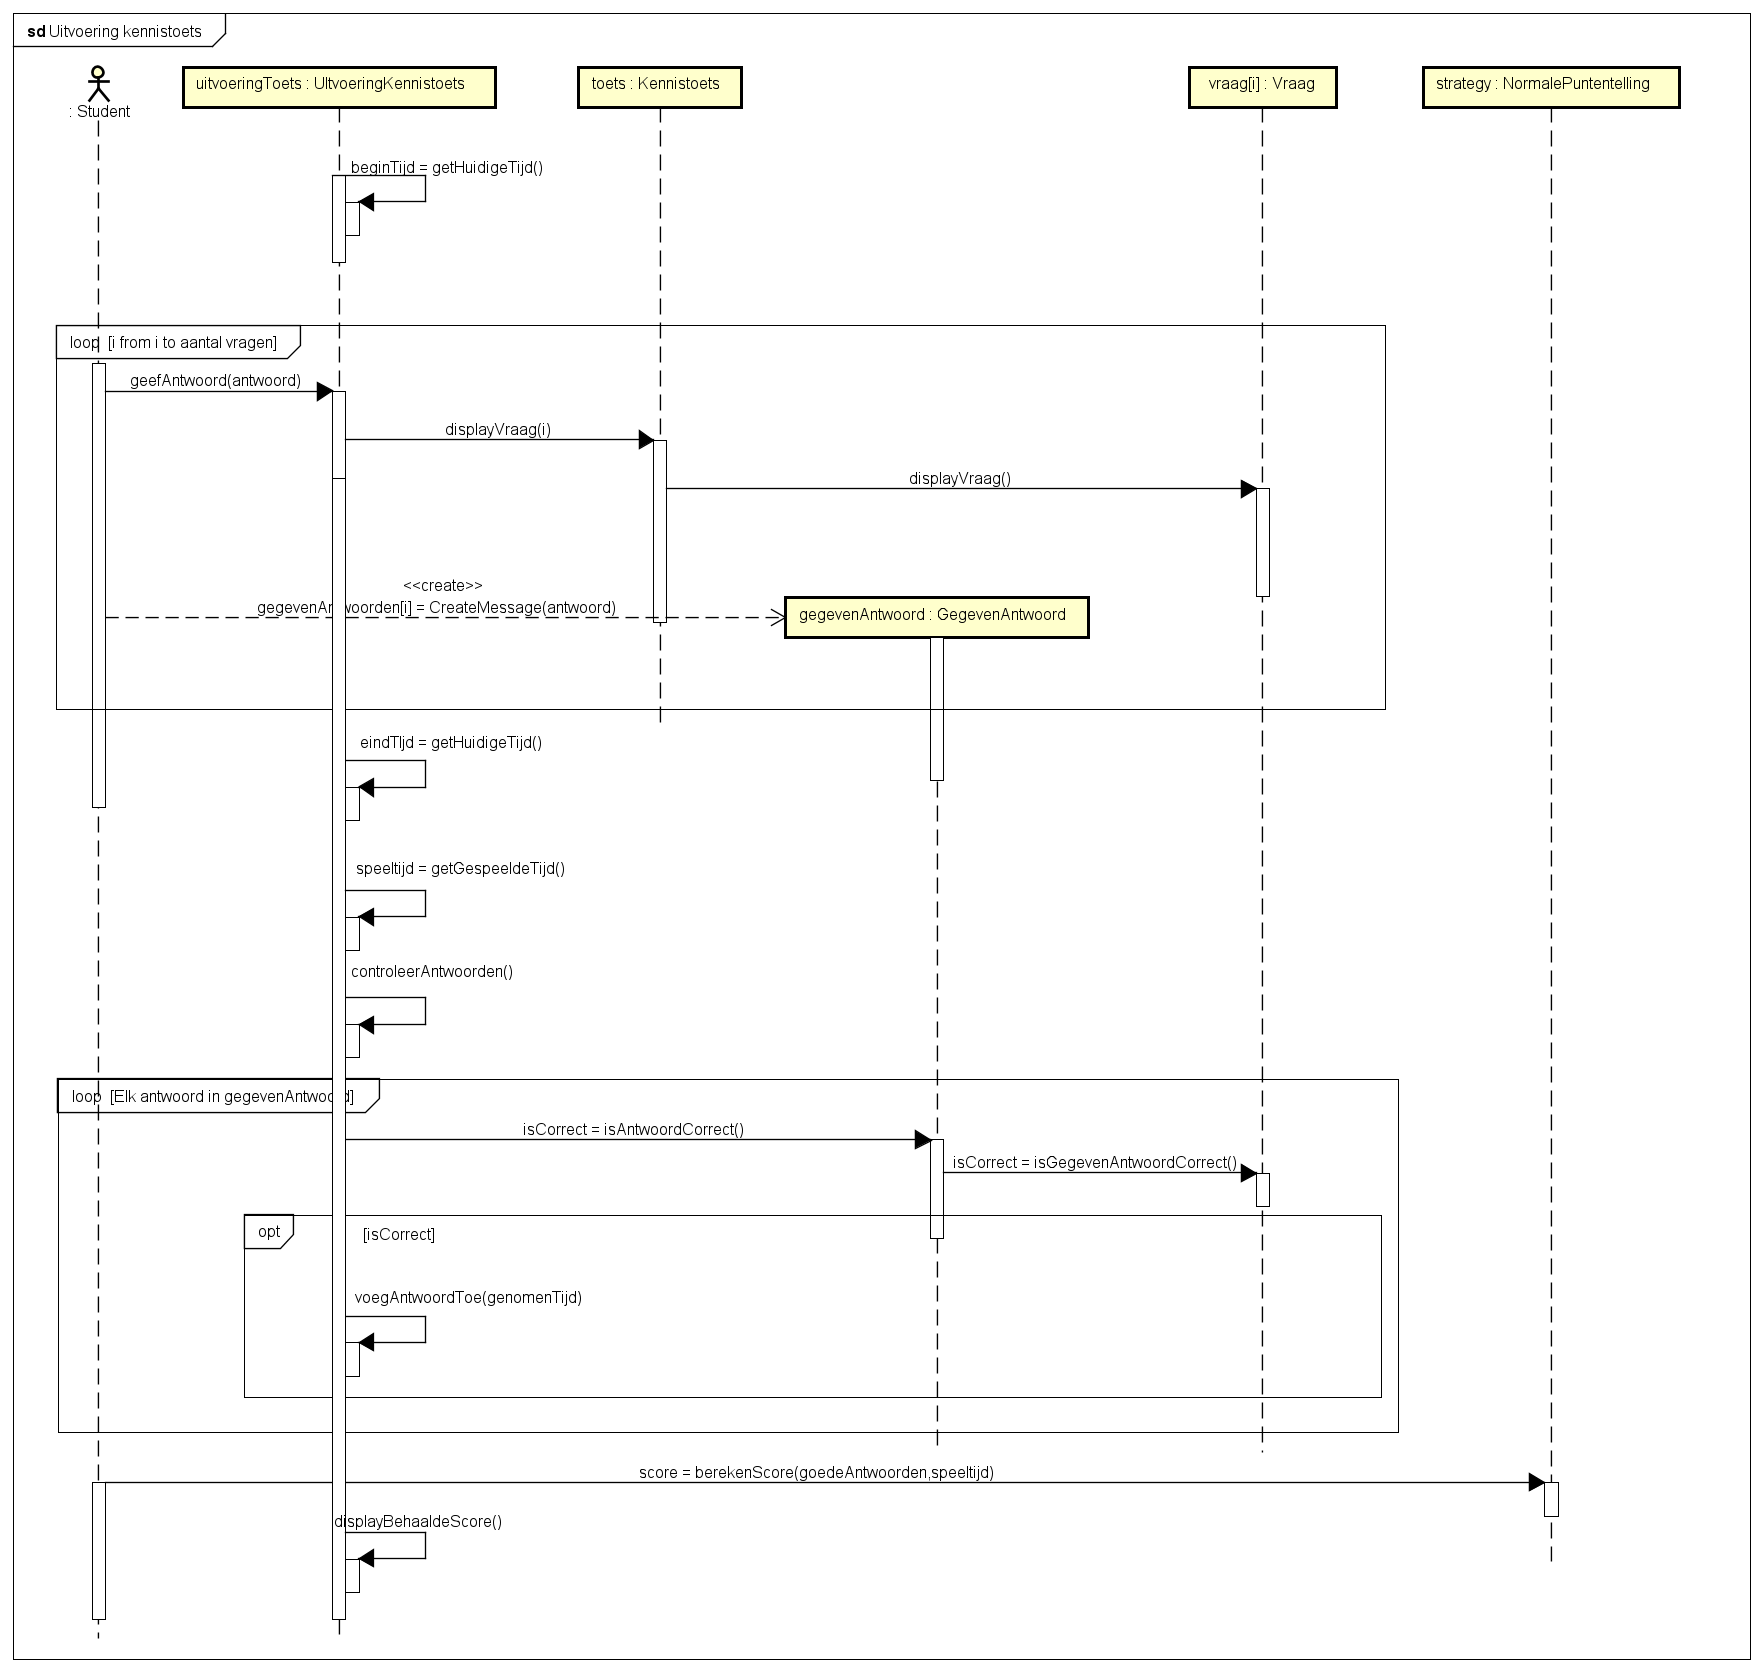 sd Uitvoering kennistoets
: Student
uitvoeringToets : UItvoeringKennistoets
toets : Kennistoets
vraag[i] : Vraag
strategy : NormalePuntentelling
beginTijd = getHuidigeTijd()
loop [i from i to aantal vragen]
geefAntwoord(antwoord)
displayVraag(i)
displayVraag()
<<create>>
gegevenAntwoorden[i] = CreateMessage(antwoord)
gegevenAntwoord : GegevenAntwoord
eindTIjd = getHuidigeTijd()
speeltijd = getGespeeldeTijd()
controleerAntwoorden()
loop [Elk antwoord in gegevenAntwoord]
isCorrect = isAntwoordCorrect()
isCorrect = isGegevenAntwoordCorrect()
opt [isCorrect]
voegAntwoordToe(genomenTijd)
score = berekenScore(goedeAntwoorden,speeltijd)
displayBehaaldeScore()